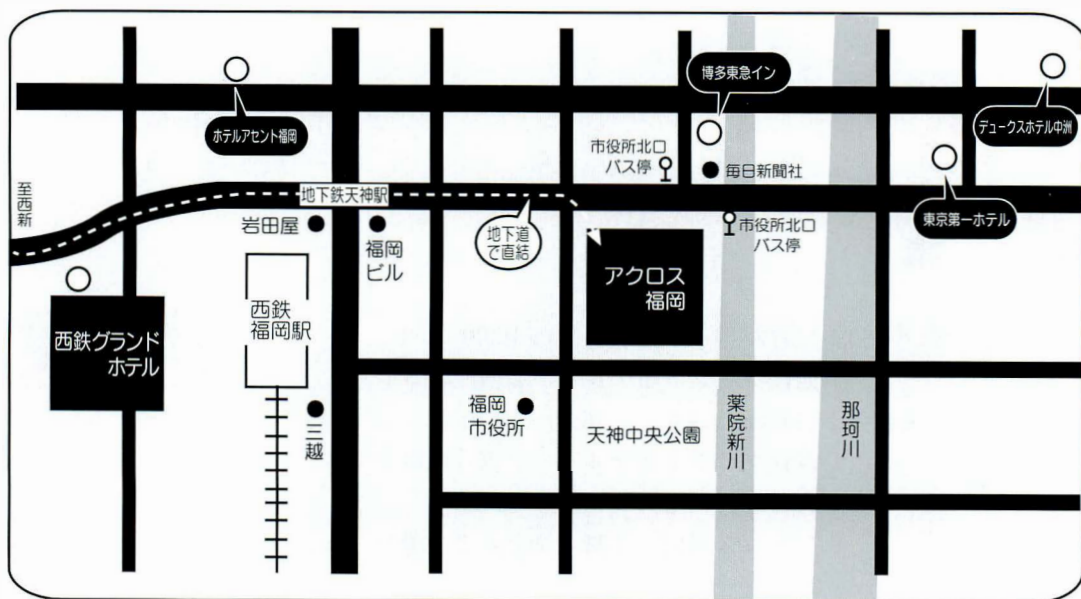 ホテルアセント福岡
博多東急イン
デュークスホテル中洲
市役所北口
バス停
毎日新聞社
至西新
地下鉄天神駅
岩田屋
福岡
ビル
地下道
で直結
アクロス
福岡
市役所北口
バス停
東京第一ホテル
西鉄グランド
ホテル
西鉄
福岡駅
三越
福岡
市役所
天神中央公園
薬院新川
那珂川